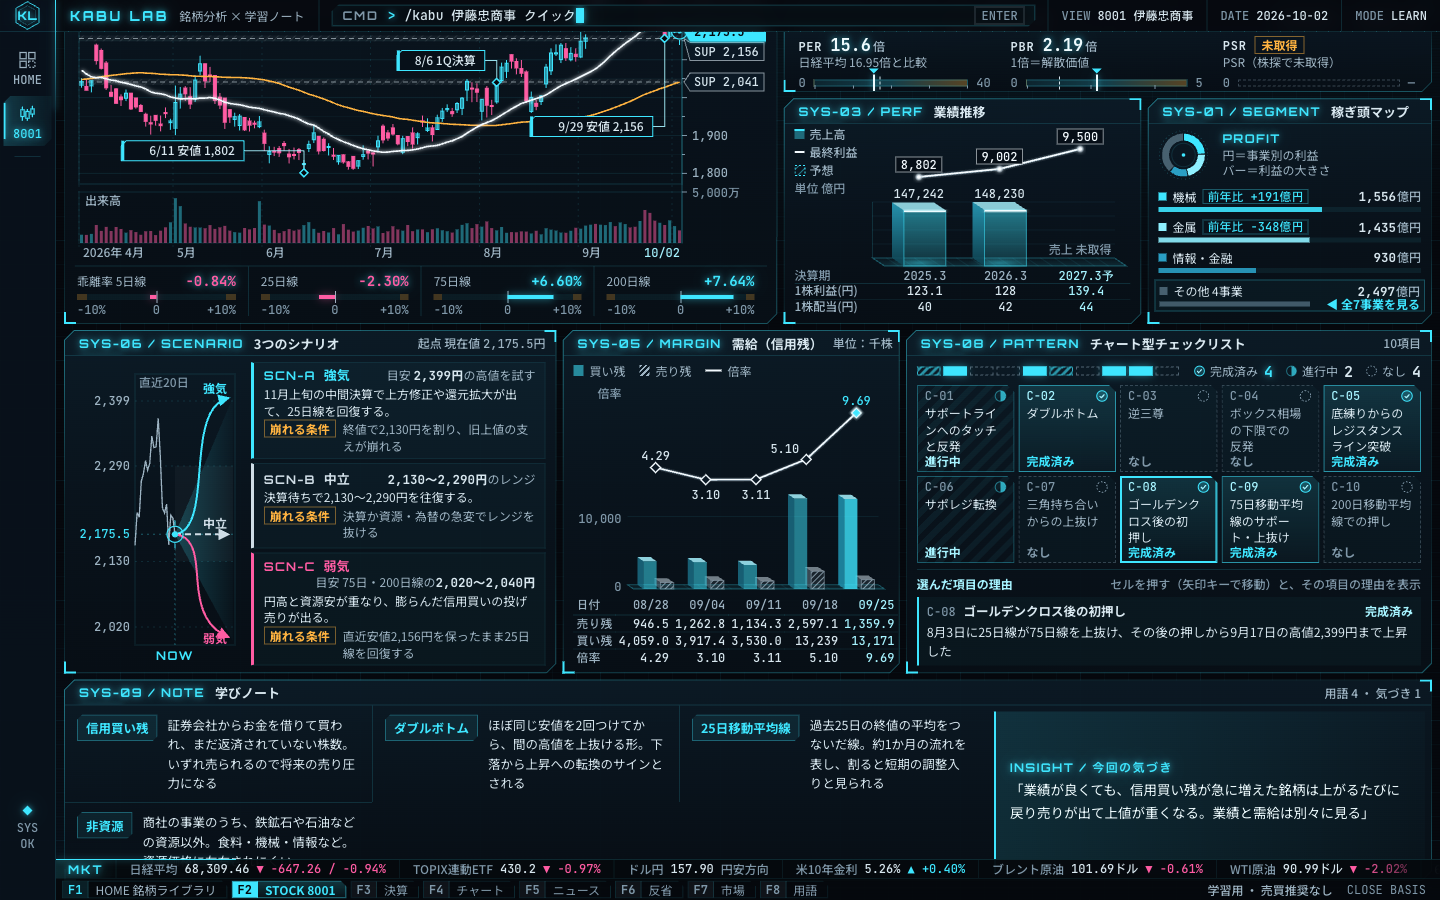 KL KABU LAB 銘柄分析 × 学習ノート
CMD > /kabu 伊藤忠商事 クイック
ENTER
VIEW 8001 伊藤忠商事
DATE 2026-10-02
MODE LEARN
HOME
8001
SYS
OK
SUP 2,156
SUP 2,041
8/6 1Q決算
9/29 安値 2,156
6/11 安値 1,802
1,900
1,800
5,000万
出来高
2026年 4月 5月 6月 7月 8月 9月 10/02
乖離率 5日線 -0.84%
-10% 0 +10%
25日線 -2.30%
-10% 0 +10%
75日線 +6.60%
-10% 0 +10%
200日線 +7.64%
-10% 0 +10%
PER 15.6倍
日経平均 16.95倍と比較
0 40
PBR 2.19倍
1倍=解散価値
0 5
PSR 未取得
PSR（株探で未取得）
0 —
SYS-03 / PERF 業績推移
売上高
最終利益
予想
単位 億円
8,802
9,002
9,500
147,242
148,230
売上 未取得
決算期 2025.3 2026.3 2027.3予
1株利益(円) 123.1 128 139.4
1株配当(円) 40 42 44
SYS-07 / SEGMENT 稼ぎ頭マップ
PROFIT
円＝事業別の利益
バー＝利益の大きさ
機械 前年比 +191億円 1,556億円
金属 前年比 -348億円 1,435億円
情報・金融 930億円
その他 4事業 2,497億円
◀ 全7事業を見る
SYS-06 / SCENARIO 3つのシナリオ
起点 現在値 2,175.5円
直近20日
強気
中立
弱気
2,399
2,290
2,175.5
2,130
2,020
NOW
SCN-A 強気 目安 2,399円の高値を試す
11月上旬の中間決算で上方修正や還元拡大が出
て、25日線を回復する。
崩れる条件 終値で2,130円を割り、旧上値の支
えが崩れる
SCN-B 中立 2,130〜2,290円のレンジ
決算待ちで2,130〜2,290円を往復する。
崩れる条件 決算か資源・為替の急変でレンジを
抜ける
SCN-C 弱気
目安 75日・200日線の2,020〜2,040円
円高と資源安が重なり、膨らんだ信用買いの投げ
売りが出る。
崩れる条件 直近安値2,156円を保ったまま25日
線を回復する
SYS-05 / MARGIN 需給（信用残） 単位：千株
買い残 売り残 倍率
倍率
4.29
3.10
3.11
5.10
9.69
10,000
0
日付 08/28 09/04 09/11 09/18 09/25
売り残 946.5 1,262.8 1,134.3 2,597.1 1,359.9
買い残 4,059.0 3,917.4 3,530.0 13,239 13,171
倍率 4.29 3.10 3.11 5.10 9.69
SYS-08 / PATTERN チャート型チェックリスト 10項目
完成済み 4 進行中 2 なし 4
C-01
サポートライ
ンへのタッチ
と反発
進行中
C-02
ダブルボトム
完成済み
C-03
逆三尊
なし
C-04
ボックス相場
の下限での
反発
なし
C-05
底練りからの
レジスタンス
ライン突破
完成済み
C-06
サポレジ転換
進行中
C-07
三角持ち合い
からの上抜け
なし
C-08
ゴールデンク
ロス後の初
押し
完成済み
C-09
75日移動平均
線のサポー
ト・上抜け
完成済み
C-10
200日移動平均
線での押し
なし
選んだ項目の理由 セルを押す（矢印キーで移動）と、その項目の理由を表示
C-08 ゴールデンクロス後の初押し 完成済み
8月3日に25日線が75日線を上抜け、その後の押しから9月17日の高値2,399円まで上昇
した
SYS-09 / NOTE 学びノート
用語 4 ・ 気づき 1
信用買い残
証券会社からお金を借りて買わ
れ、まだ返済されていない株数。
いずれ売られるので将来の売り圧
力になる
ダブルボトム
ほぼ同じ安値を2回つけてか
ら、間の高値を上抜ける形。下
落から上昇への転換のサインと
される
25日移動平均線
過去25日の終値の平均をつ
ないだ線。約1か月の流れを
表し、割ると短期の調整入
りと見られる
非資源
商社の事業のうち、鉄鉱石や石油など
の資源以外。食料・機械・情報など。
INSIGHT / 今回の気づき
「業績が良くても、信用買い残が急に増えた銘柄は上がるたびに
戻り売りが出て上値が重くなる。業績と需給は別々に見る」
MKT 日経平均 68,309.46 ▼ -647.26 / -0.94% TOPIX連動ETF 430.2 ▼ -0.97% ドル円 157.90 円安方向 米10年金利 5.26% ▲ +0.40% ブレント原油 101.69ドル ▼ -0.61% WTI原油 90.99ドル ▼ -2.02%
F1 HOME 銘柄ライブラリ F2 STOCK 8001 F3 決算 F4 チャート F5 ニュース F6 反省 F7 市場 F8 用語
学習用 ・ 売買推奨なし CLOSE BASIS